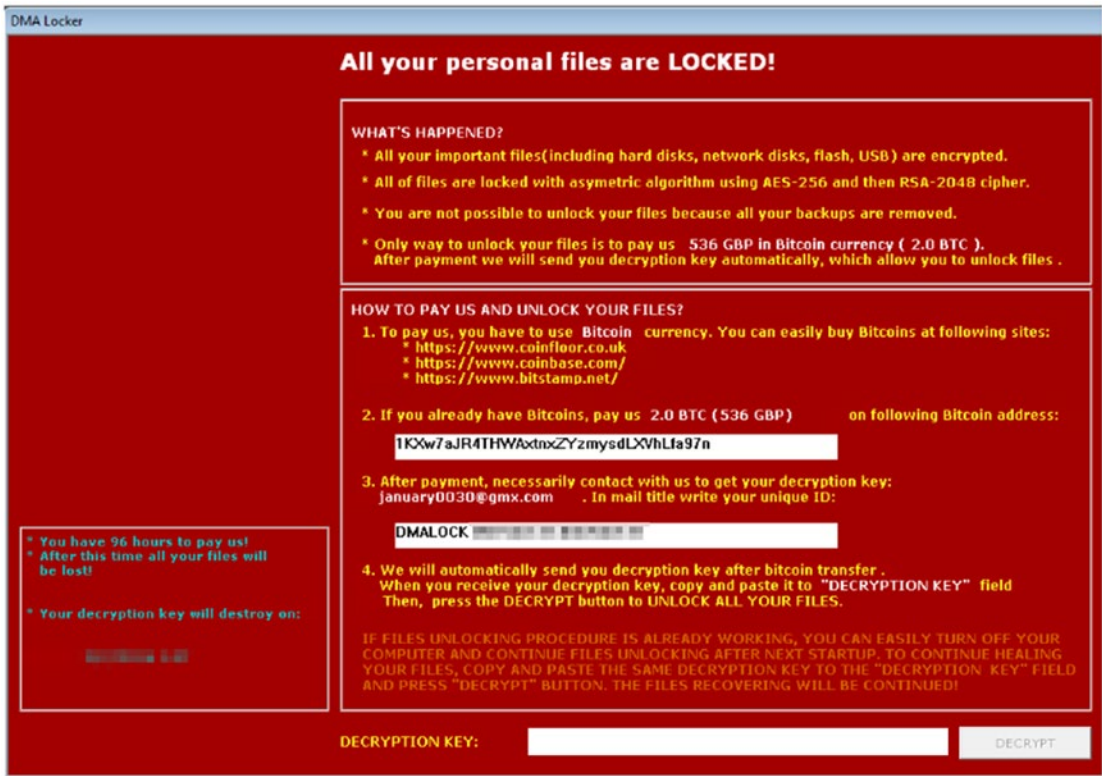 DMA Locker
All your personal files are LOCKED!
WHAT'S HAPPENED?
* All your important files(including hard disks, network disks, flash, USB) are encrypted.
* All of files are locked with asymetric algorithm using AES-256 and then RSA-2048 cipher.
* You are not possible to unlock your files because all your backups are removed.
* Only way to unlock your files is to pay us 536 GBP in Bitcoin currency ( 2.0 BTC ).
After payment we will send you decryption key automatically, which allow you to unlock files .
HOW TO PAY US AND UNLOCK YOUR FILES?
1. To pay us, you have to use Bitcoin currency. You can easily buy Bitcoins at following sites:
* https://www.coinfloor.co.uk
* https://www.coinbase.com/
* https://www.bitstamp.net/
2. If you already have Bitcoins, pay us 2.0 BTC (536 GBP) on following Bitcoin address:
1KXw7aJR4THWAxtnxZYzmysdLXVhLfa97n
3. After payment, necessarily contact with us to get your decryption key:
january0030@gmx.com . In mail title write your unique ID:
DMALOCK
4. We will automatically send you decryption key after bitcoin transfer .
When you receive your decryption key, copy and paste it to "DECRYPTION KEY" field
Then, press the DECRYPT button to UNLOCK ALL YOUR FILES.
IF FILES UNLOCKING PROCEDURE IS ALREADY WORKING, YOU CAN EASILY TURN OFF YOUR
COMPUTER AND CONTINUE FILES UNLOCKING AFTER NEXT STARTUP. TO CONTINUE HEALING
YOUR FILES, COPY AND PASTE THE SAME DECRYPTION KEY TO THE "DECRYPTION KEY" FIELD
AND PRESS "DECRYPT" BUTTON. THE FILES RECOVERING WILL BE CONTINUED!
* You have 96 hours to pay us!
* After this time all your files will
be lost!
* Your decryption key will destroy on:
DECRYPTION KEY:
DECRYPT